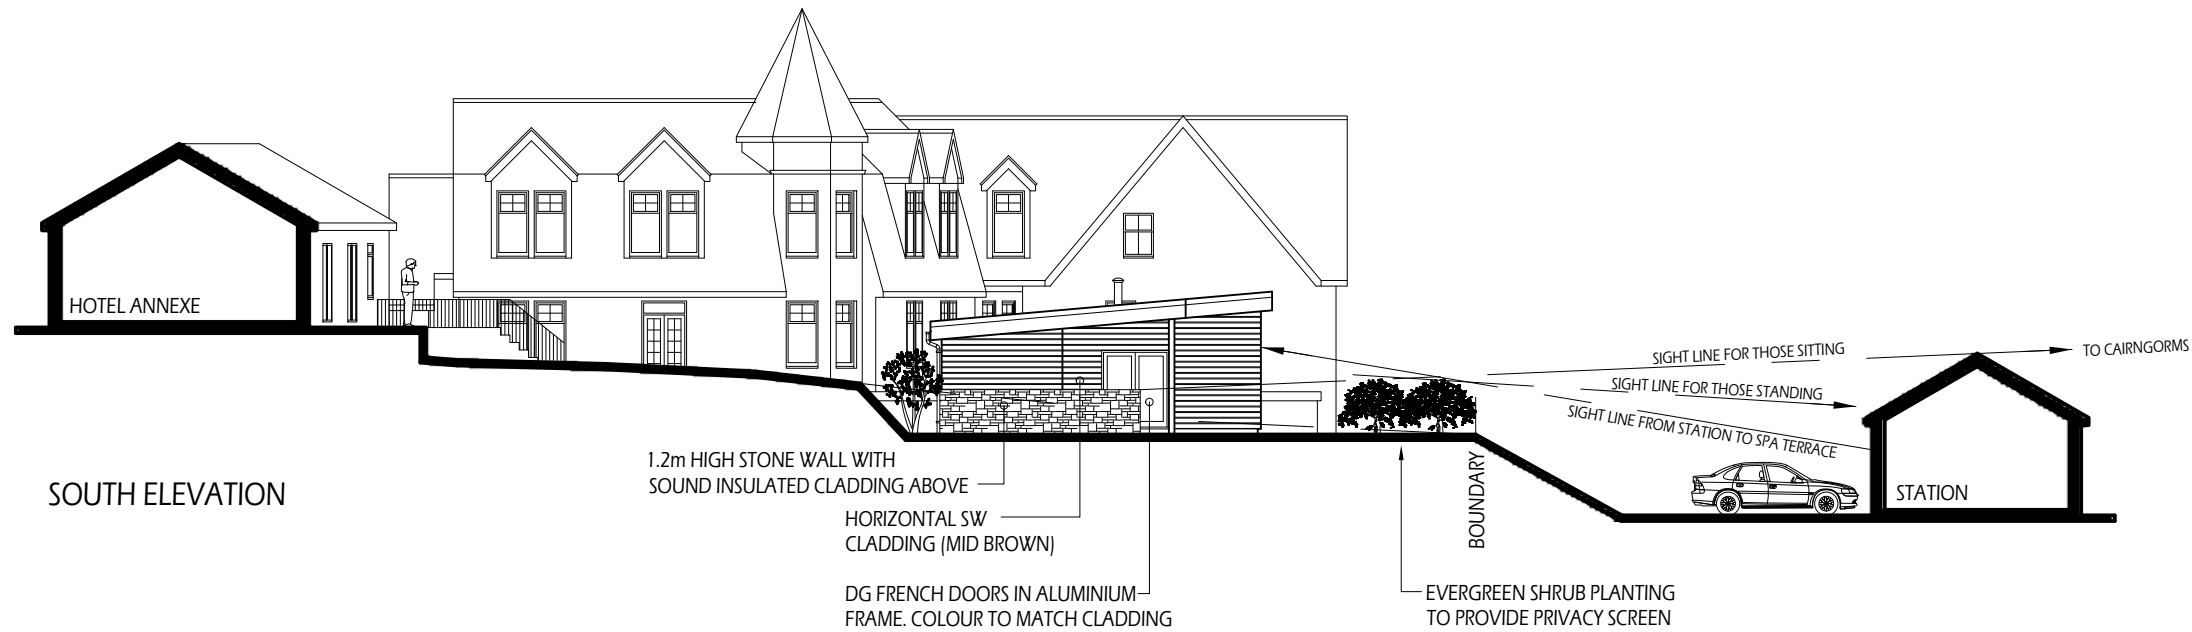 HOTEL ANNEXE
SIGHT LINE FOR THOSE SITTING
TO CAIRNGORMS
SIGHT LINE FOR THOSE STANDING
SIGHT LINE FROM STATION TO SPA TERRACE
SOUTH ELEVATION
1.2m HIGH STONE WALL WITH
SOUND INSULATED CLADDING ABOVE
HORIZONTAL SW
CLADDING (MID BROWN)
DG FRENCH DOORS IN ALUMINIUM
FRAME. COLOUR TO MATCH CLADDING
BOUNDARY
STATION
EVERGREEN SHRUB PLANTING
TO PROVIDE PRIVACY SCREEN